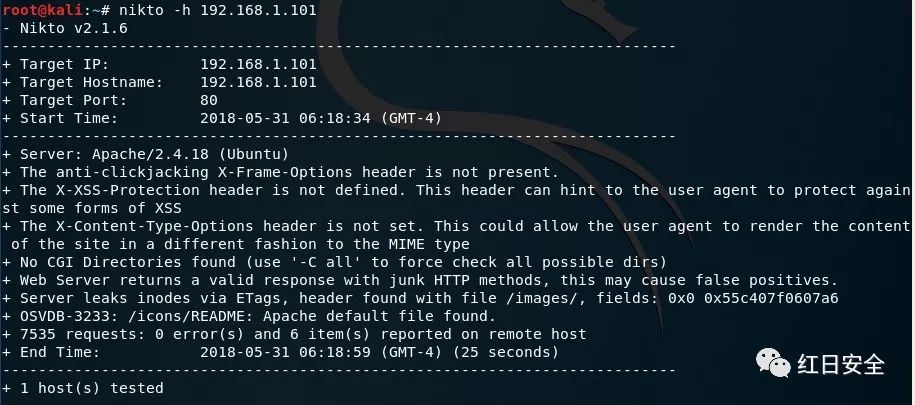 root@kali:~# nikto -h 192.168.1.101
- Nikto v2.1.6
---------------------------------------------------------------------------
+ Target IP:          192.168.1.101
+ Target Hostname:    192.168.1.101
+ Target Port:        80
+ Start Time:         2018-05-31 06:18:34 (GMT-4)
---------------------------------------------------------------------------
+ Server: Apache/2.4.18 (Ubuntu)
+ The anti-clickjacking X-Frame-Options header is not present.
+ The X-XSS-Protection header is not defined. This header can hint to the user agent to protect again
st some forms of XSS
+ The X-Content-Type-Options header is not set. This could allow the user agent to render the content
 of the site in a different fashion to the MIME type
+ No CGI Directories found (use '-C all' to force check all possible dirs)
+ Web Server returns a valid response with junk HTTP methods, this may cause false positives.
+ Server leaks inodes via ETags, header found with file /images/, fields: 0x0 0x55c407f0607a6
+ OSVDB-3233: /icons/README: Apache default file found.
+ 7535 requests: 0 error(s) and 6 item(s) reported on remote host
+ End Time:           2018-05-31 06:18:59 (GMT-4) (25 seconds)
---------------------------------------------------------------------------
+ 1 host(s) tested
红日安全